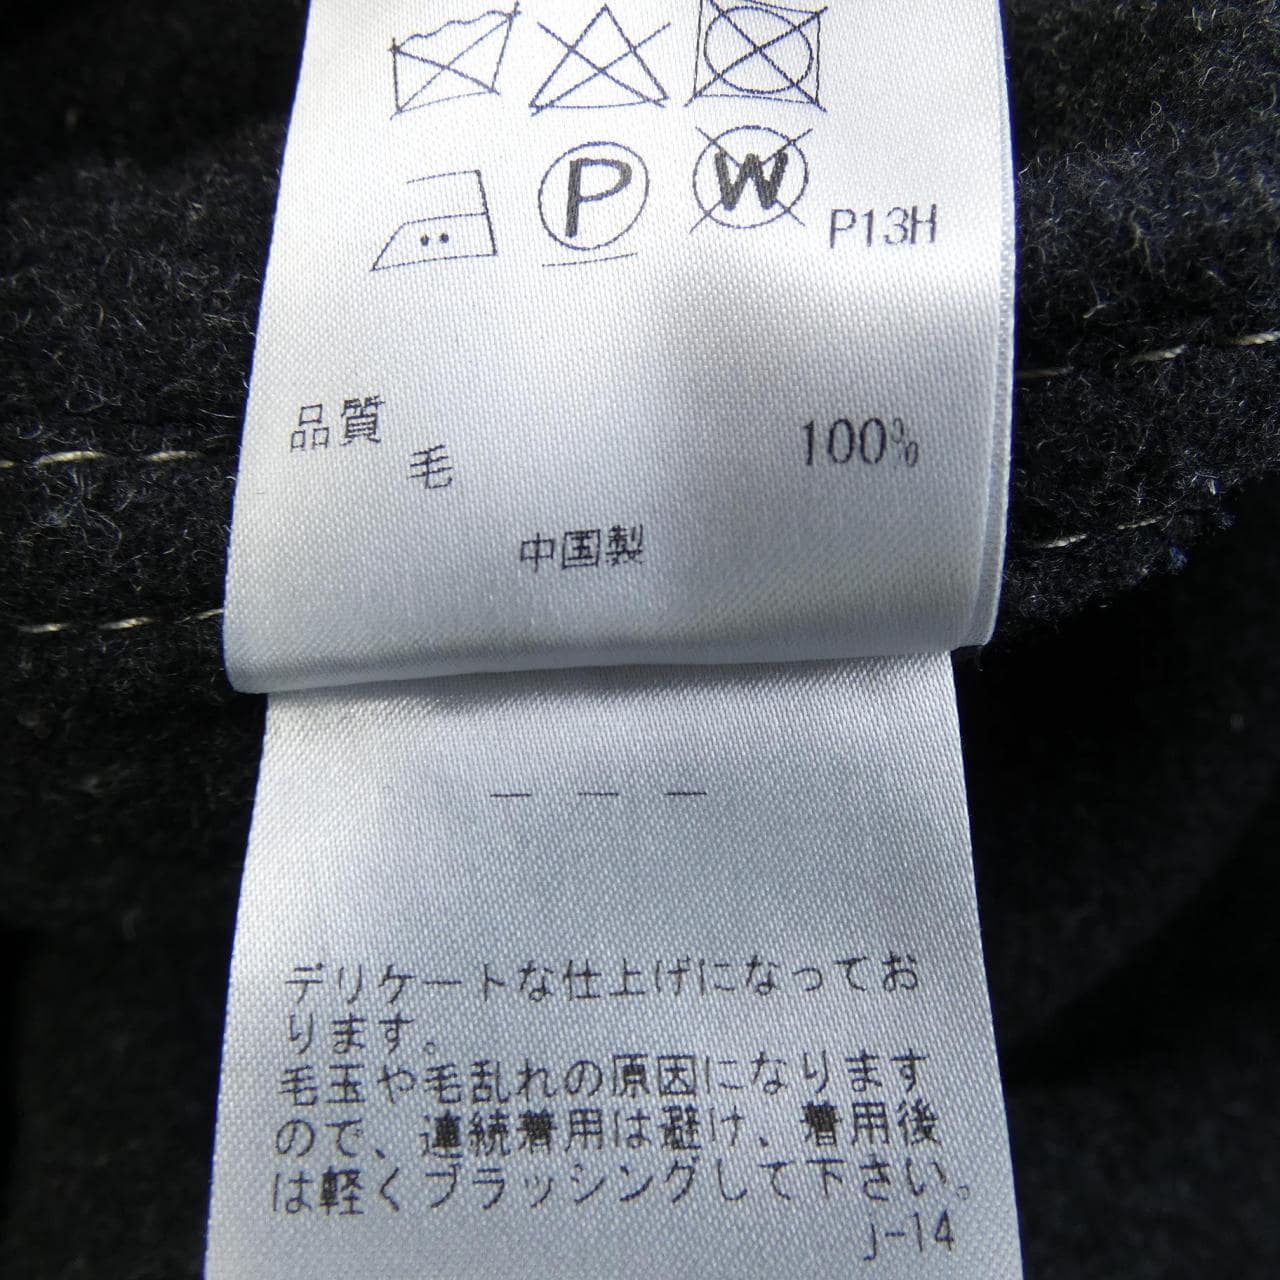 P
W
P13H
品質
毛 100%
中国製
— — —
デリケートな仕上げになってお
ります。
毛玉や毛乱れの原因になります
ので、連続着用は避け、着用後
は軽くブラッシングして下さい。
j-14